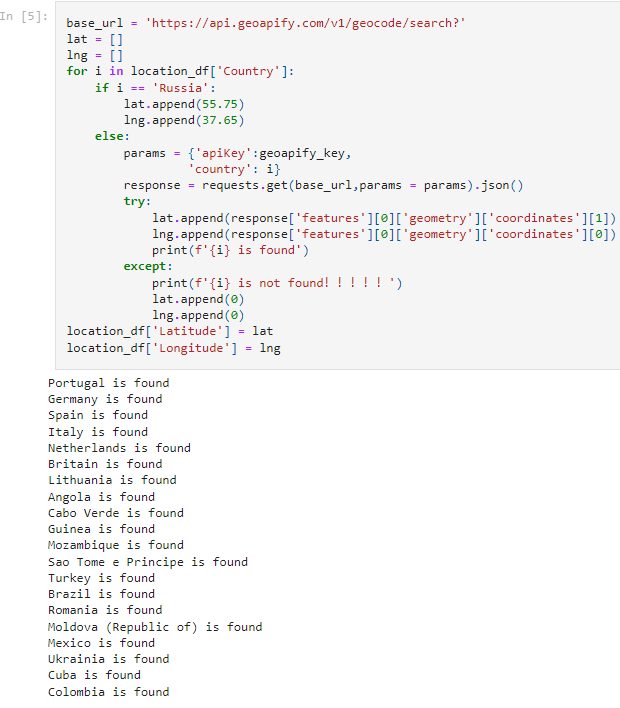 In [5]:
base_url = 'https://api.geoapify.com/v1/geocode/search?'
lat = []
lng = []
for i in location_df['Country']:
    if i == 'Russia':
        lat.append(55.75)
        lng.append(37.65)
    else:
        params = {'apiKey':geoapify_key,
                 'country': i}
        response = requests.get(base_url,params = params).json()
        try:
            lat.append(response['features'][0]['geometry']['coordinates'][1])
            lng.append(response['features'][0]['geometry']['coordinates'][0])
            print(f'{i} is found')
        except:
            print(f'{i} is not found! ! ! ! ! ')
            lat.append(0)
            lng.append(0)
location_df['Latitude'] = lat
location_df['Longitude'] = lng
Portugal is found
Germany is found
Spain is found
Italy is found
Netherlands is found
Britain is found
Lithuania is found
Angola is found
Cabo Verde is found
Guinea is found
Mozambique is found
Sao Tome e Principe is found
Turkey is found
Brazil is found
Romania is found
Moldova (Republic of) is found
Mexico is found
Ukrainia is found
Cuba is found
Colombia is found